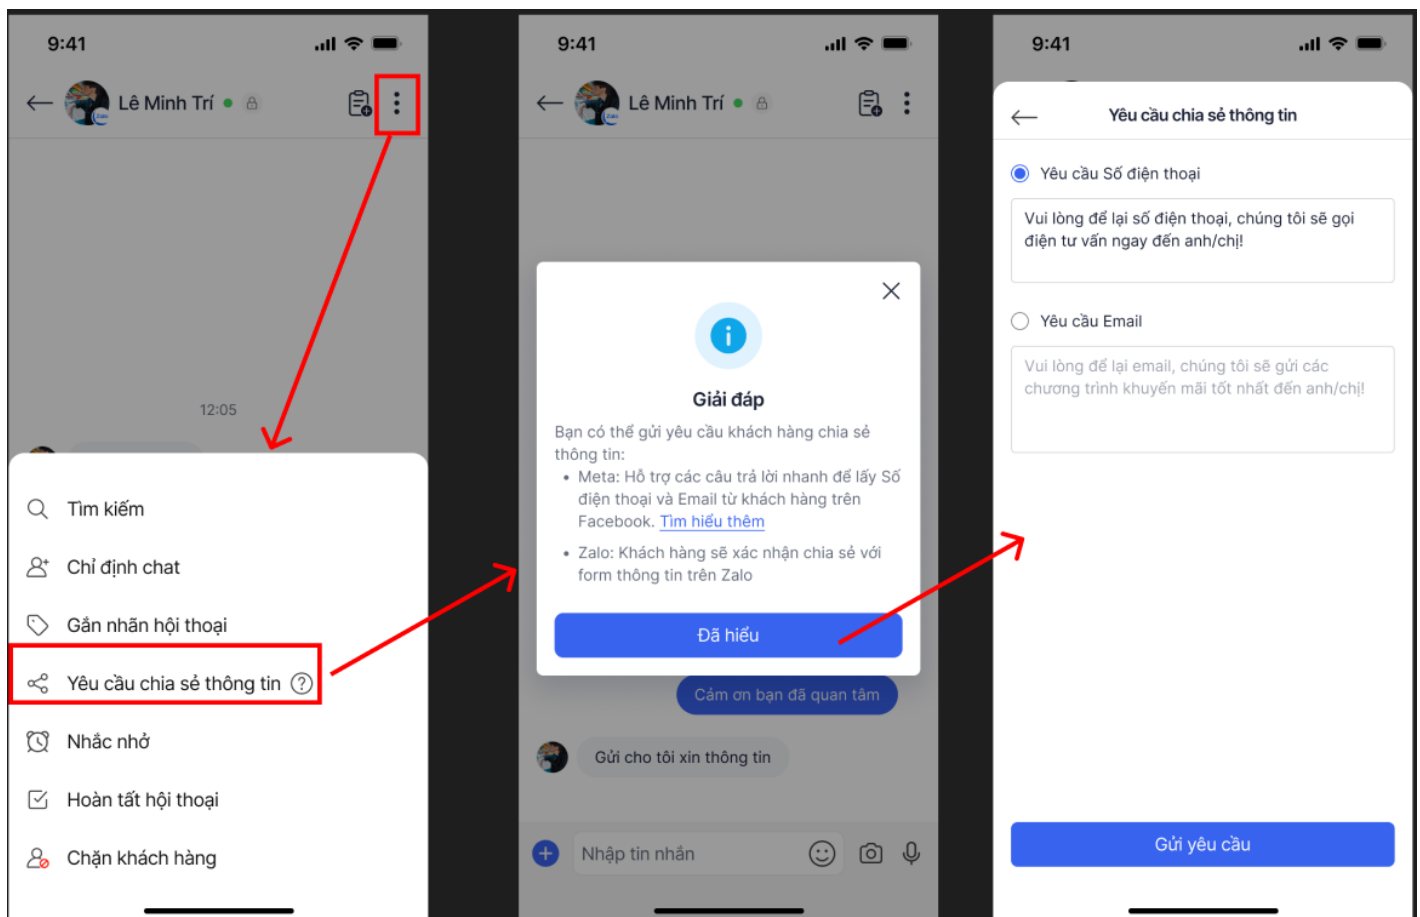 9:41
Lê Minh Trí
12:05
Tìm kiếm
Chỉ định chat
Gắn nhãn hội thoại
Yêu cầu chia sẻ thông tin
Nhắc nhở
Hoàn tất hội thoại
Chặn khách hàng
9:41
Lê Minh Trí
Giải đáp
Bạn có thể gửi yêu cầu khách hàng chia sẻ
thông tin:
• Meta: Hỗ trợ các câu trả lời nhanh để lấy Số
điện thoại và Email từ khách hàng trên
Facebook. Tìm hiểu thêm
• Zalo: Khách hàng sẽ xác nhận chia sẻ với
form thông tin trên Zalo
Đã hiểu
Cảm ơn bạn đã quan tâm
Gửi cho tôi xin thông tin
Nhập tin nhắn
9:41
Yêu cầu chia sẻ thông tin
Yêu cầu Số điện thoại
Vui lòng để lại số điện thoại, chúng tôi sẽ gọi
điện tư vấn ngay đến anh/chị!
Yêu cầu Email
Vui lòng để lại email, chúng tôi sẽ gửi các
chương trình khuyến mãi tốt nhất đến anh/chị!
Gửi yêu cầu